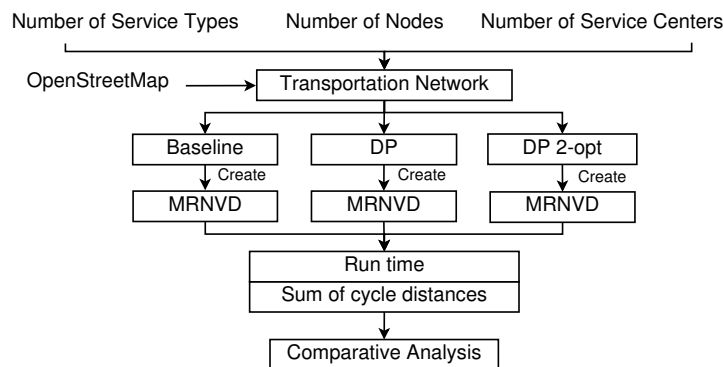 Number of Service Types Number of Nodes Number of Service Centers
OpenStreetMap Transportation Network
Baseline DP DP 2-opt
Create Create Create
MRNVD MRNVD MRNVD
Run time
Sum of cycle distances
Comparative Analysis